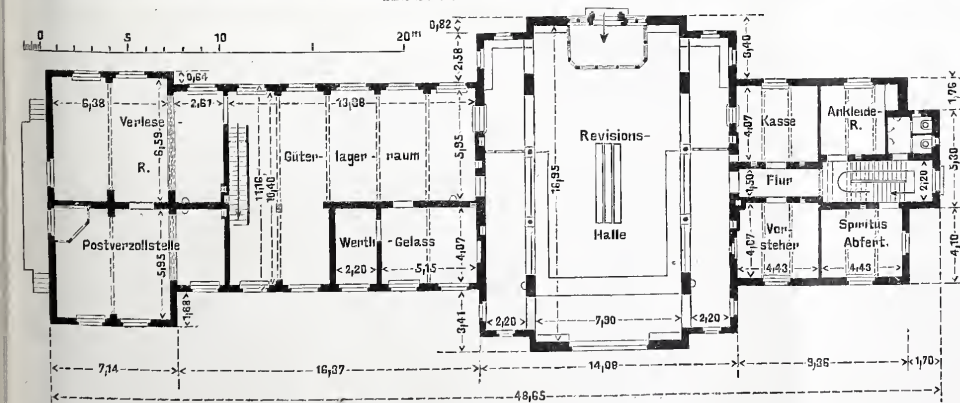 0 5 10 20 m
0,82
2,58
0,64
6,38
2,61
13,88
6,40
1,76
Verlese-
R.
6,59
11,16
10,40
Güter- lager- raum
5,95
Revisions-
Halle
16,95
Kasse
4,07
Ankleide-
R.
Flur
1,50
2,20
5,30
Postverzollstelle
5,95
Werth- Gelass
2,20
5,15
4,07
Vor-
steher
4,07
4,43
Spiritus
Abfert.
4,43
4,10
1,68
3,41
2,20
7,90
2,20
7,14
16,37
14,08
9,36
1,70
48,65